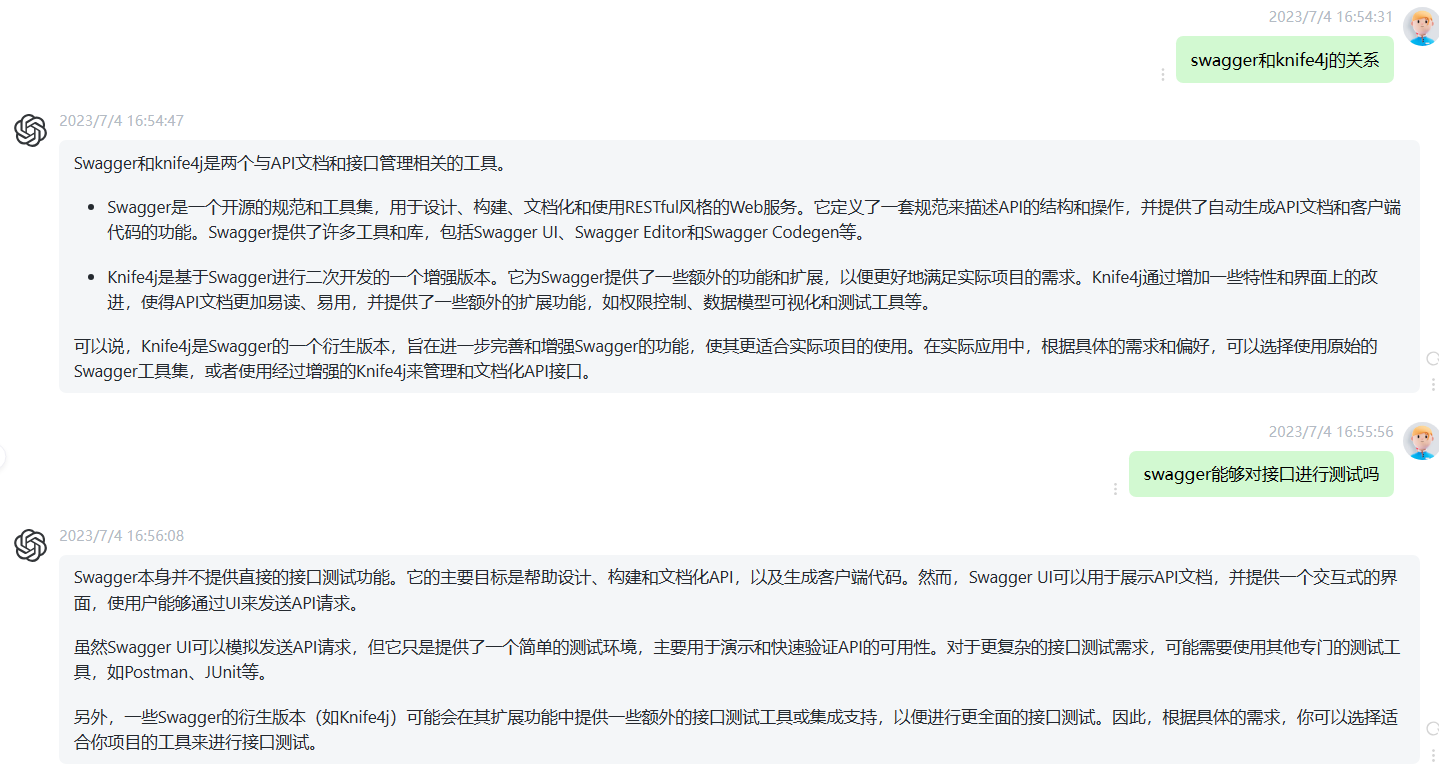 2023/7/4 16:54:31
swagger和knife4j的关系
2023/7/4 16:54:47
Swagger和knife4j是两个与API文档和接口管理相关的工具。
Swagger是一个开源的规范和工具集，用于设计、构建、文档化和使用RESTful风格的Web服务。它定义了一套规范来描述API的结构和操作，并提供了自动生成API文档和客户端
代码的功能。Swagger提供了许多工具和库，包括Swagger UI、Swagger Editor和Swagger Codegen等。
Knife4j是基于Swagger进行二次开发的一个增强版本。它为Swagger提供了一些额外的功能和扩展，以便更好地满足实际项目的需求。Knife4j通过增加一些特性和界面上的改
进，使得API文档更加易读、易用，并提供了一些额外的扩展功能，如权限控制、数据模型可视化和测试工具等。
可以说，Knife4j是Swagger的一个衍生版本，旨在进一步完善和增强Swagger的功能，使其更适合实际项目的使用。在实际应用中，根据具体的需求和偏好，可以选择使用原始的
Swagger工具集，或者使用经过增强的Knife4j来管理和文档化API接口。
2023/7/4 16:55:56
swagger能够对接口进行测试吗
2023/7/4 16:56:08
Swagger本身并不提供直接的接口测试功能。它的主要目标是帮助设计、构建和文档化API，以及生成客户端代码。然而，Swagger UI可以用于展示API文档，并提供一个交互式的界
面，使用户能够通过UI来发送API请求。
虽然Swagger UI可以模拟发送API请求，但它只是提供了一个简单的测试环境，主要用于演示和快速验证API的可用性。对于更复杂的接口测试需求，可能需要使用其他专门的测试工
具，如Postman、JUnit等。
另外，一些Swagger的衍生版本（如Knife4j）可能会在其扩展功能中提供一些额外的接口测试工具或集成支持，以便进行更全面的接口测试。因此，根据具体的需求，你可以选择适
合你项目的工具来进行接口测试。